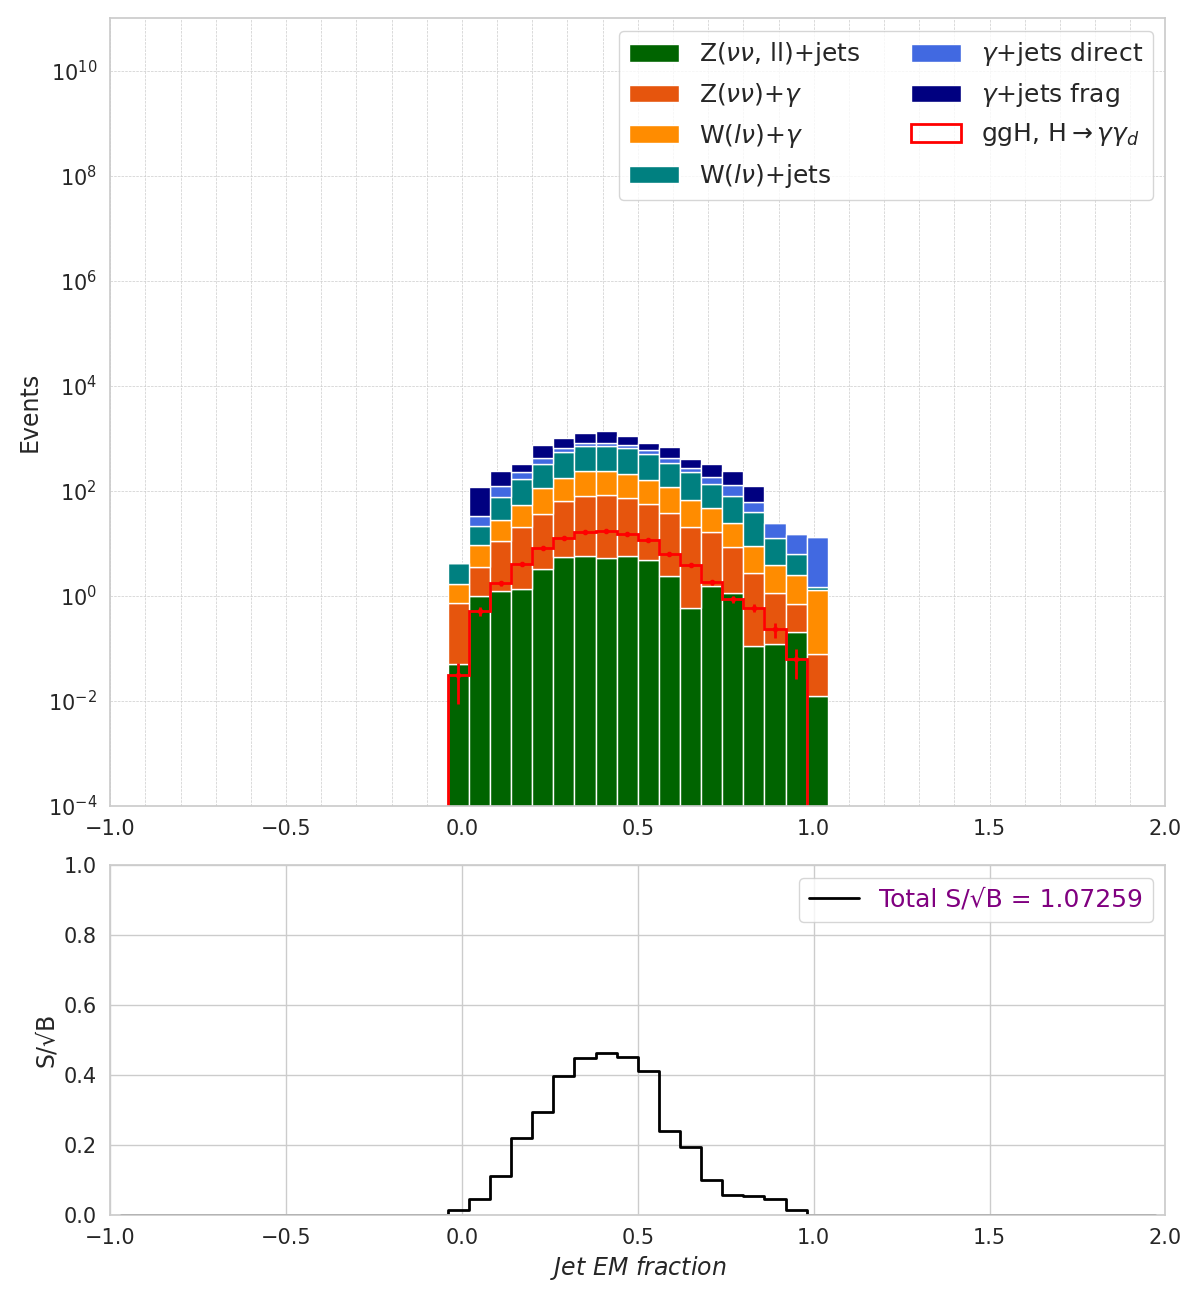 Z(νν, ll)+jets
Z(νν)+γ
W(lν)+γ
W(lν)+jets
γ+jets direct
γ+jets frag
ggH, H→γγ_d
Events
10^10
10^8
10^6
10^4
10^2
10^0
10^−2
10^−4
−1.0 −0.5 0.0 0.5 1.0 1.5 2.0
Total S/√B = 1.07259
S/√B
1.0
0.8
0.6
0.4
0.2
0.0
−1.0 −0.5 0.0 0.5 1.0 1.5 2.0
Jet EM fraction